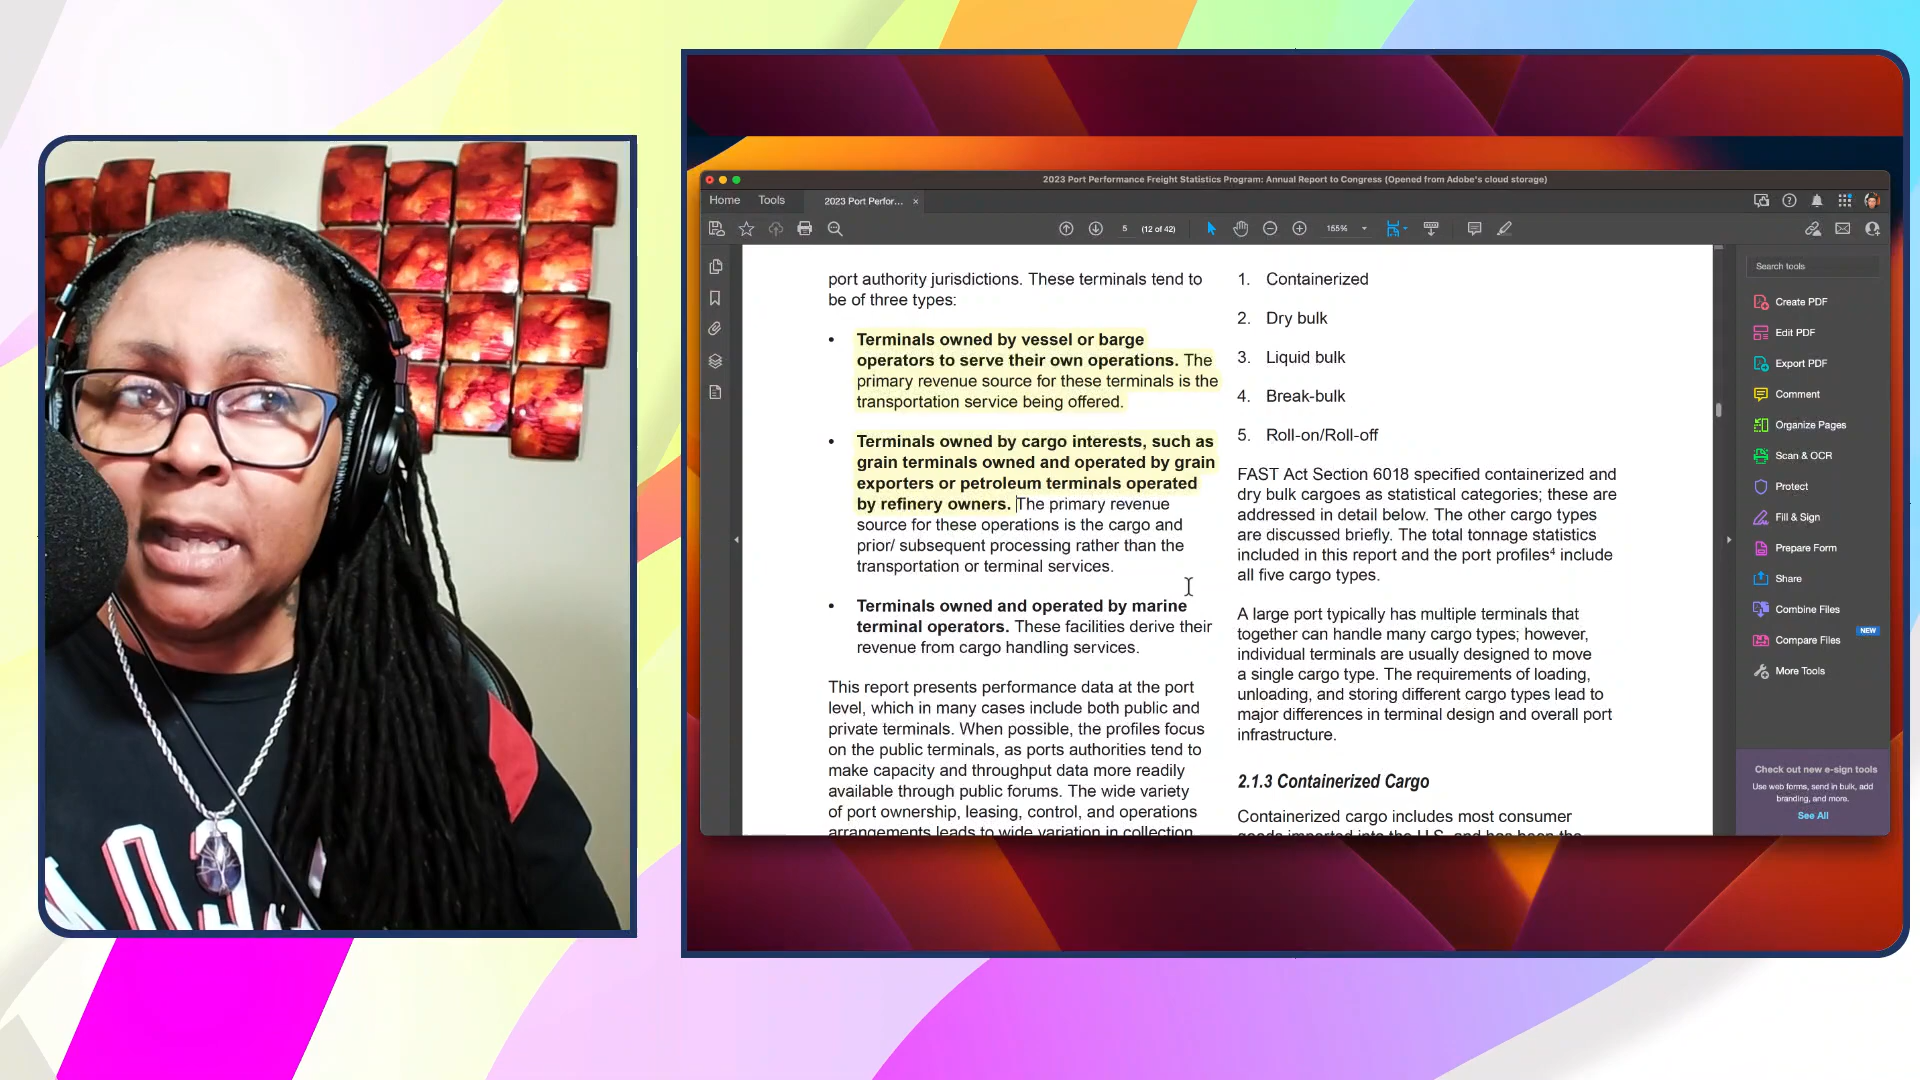 2023 Port Performance Freight Statistics Program: Annual Report to Congress (Opened from Adobe's cloud storage)
Home
Tools
2023 Port Perfor...
5
(12 of 42)
155%
port authority jurisdictions. These terminals tend to
be of three types:
• Terminals owned by vessel or barge
operators to serve their own operations. The
primary revenue source for these terminals is the
transportation service being offered.
• Terminals owned by cargo interests, such as
grain terminals owned and operated by grain
exporters or petroleum terminals operated
by refinery owners. The primary revenue
source for these operations is the cargo and
prior/ subsequent processing rather than the
transportation or terminal services.
• Terminals owned and operated by marine
terminal operators. These facilities derive their
revenue from cargo handling services.
This report presents performance data at the port
level, which in many cases include both public and
private terminals. When possible, the profiles focus
on the public terminals, as ports authorities tend to
make capacity and throughput data more readily
available through public forums. The wide variety
of port ownership, leasing, control, and operations
arrangements leads to wide variation in collection
1. Containerized
2. Dry bulk
3. Liquid bulk
4. Break-bulk
5. Roll-on/Roll-off
FAST Act Section 6018 specified containerized and
dry bulk cargoes as statistical categories; these are
addressed in detail below. The other cargo types
are discussed briefly. The total tonnage statistics
included in this report and the port profiles⁴ include
all five cargo types.
A large port typically has multiple terminals that
together can handle many cargo types; however,
individual terminals are usually designed to move
a single cargo type. The requirements of loading,
unloading, and storing different cargo types lead to
major differences in terminal design and overall port
infrastructure.
2.1.3 Containerized Cargo
Containerized cargo includes most consumer
goods imported into the U.S. and has been the
Search tools
Create PDF
Edit PDF
Export PDF
Comment
Organize Pages
Scan & OCR
Protect
Fill & Sign
Prepare Form
Share
Combine Files
Compare Files
NEW
More Tools
Check out new e-sign tools
Use web forms, send in bulk, add
branding, and more.
See All